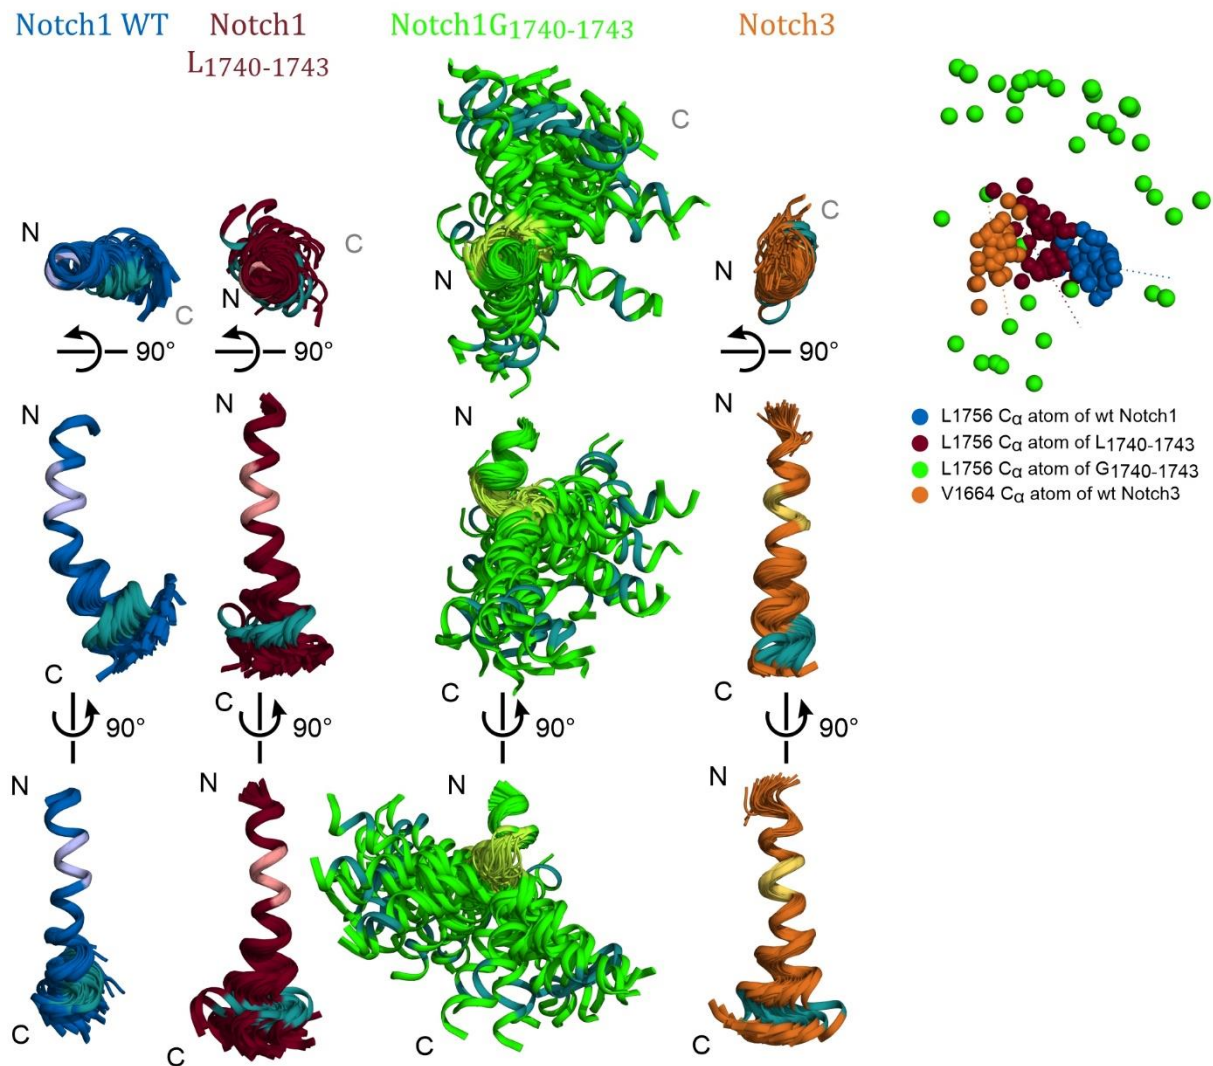 Notch1 WT
Notch1
L1740-1743
Notch1G1740-1743
Notch3
C
N
C
N
C
N
N
C
90°
90°
90°
N
N
N
N
L1756 Cα atom of wt Notch1
L1756 Cα atom of L1740-1743
L1756 Cα atom of G1740-1743
V1664 Cα atom of wt Notch3
C
C
C
C
90°
90°
90°
90°
N
N
N
N
C
C
C
C